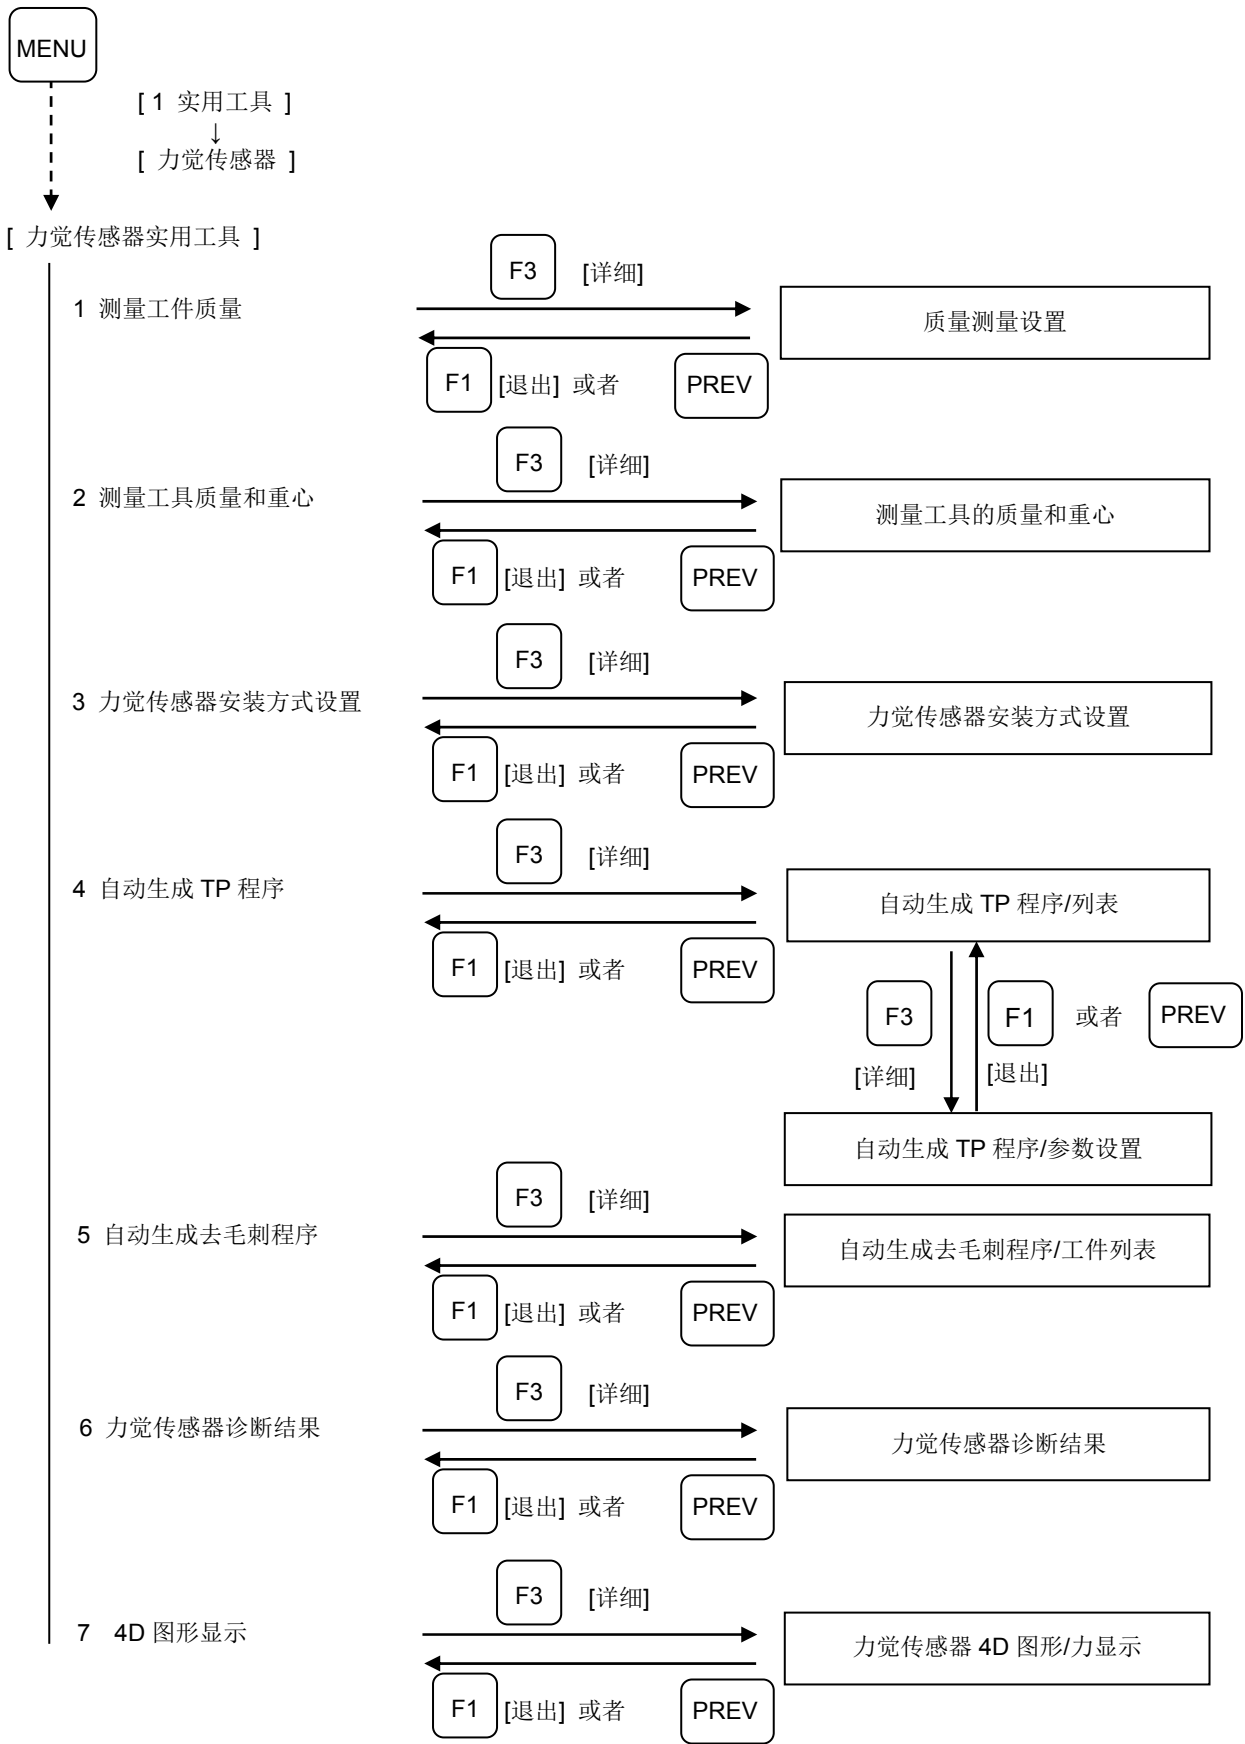 MENU
[ 1 实用工具 ]
↓
[ 力觉传感器 ]
[ 力觉传感器实用工具 ]
F3 [详细]
1 测量工件质量
质量测量设置
F1 [退出] 或者 PREV
F3 [详细]
2 测量工具质量和重心
测量工具的质量和重心
F1 [退出] 或者 PREV
F3 [详细]
3 力觉传感器安装方式设置
力觉传感器安装方式设置
F1 [退出] 或者 PREV
F3 [详细]
4 自动生成 TP 程序
自动生成 TP 程序/列表
F1 [退出] 或者 PREV
F3 F1 或者 PREV
[详细] [退出]
自动生成 TP 程序/参数设置
F3 [详细]
5 自动生成去毛刺程序
自动生成去毛刺程序/工件列表
F1 [退出] 或者 PREV
F3 [详细]
6 力觉传感器诊断结果
力觉传感器诊断结果
F1 [退出] 或者 PREV
F3 [详细]
7 4D 图形显示
力觉传感器 4D 图形/力显示
F1 [退出] 或者 PREV